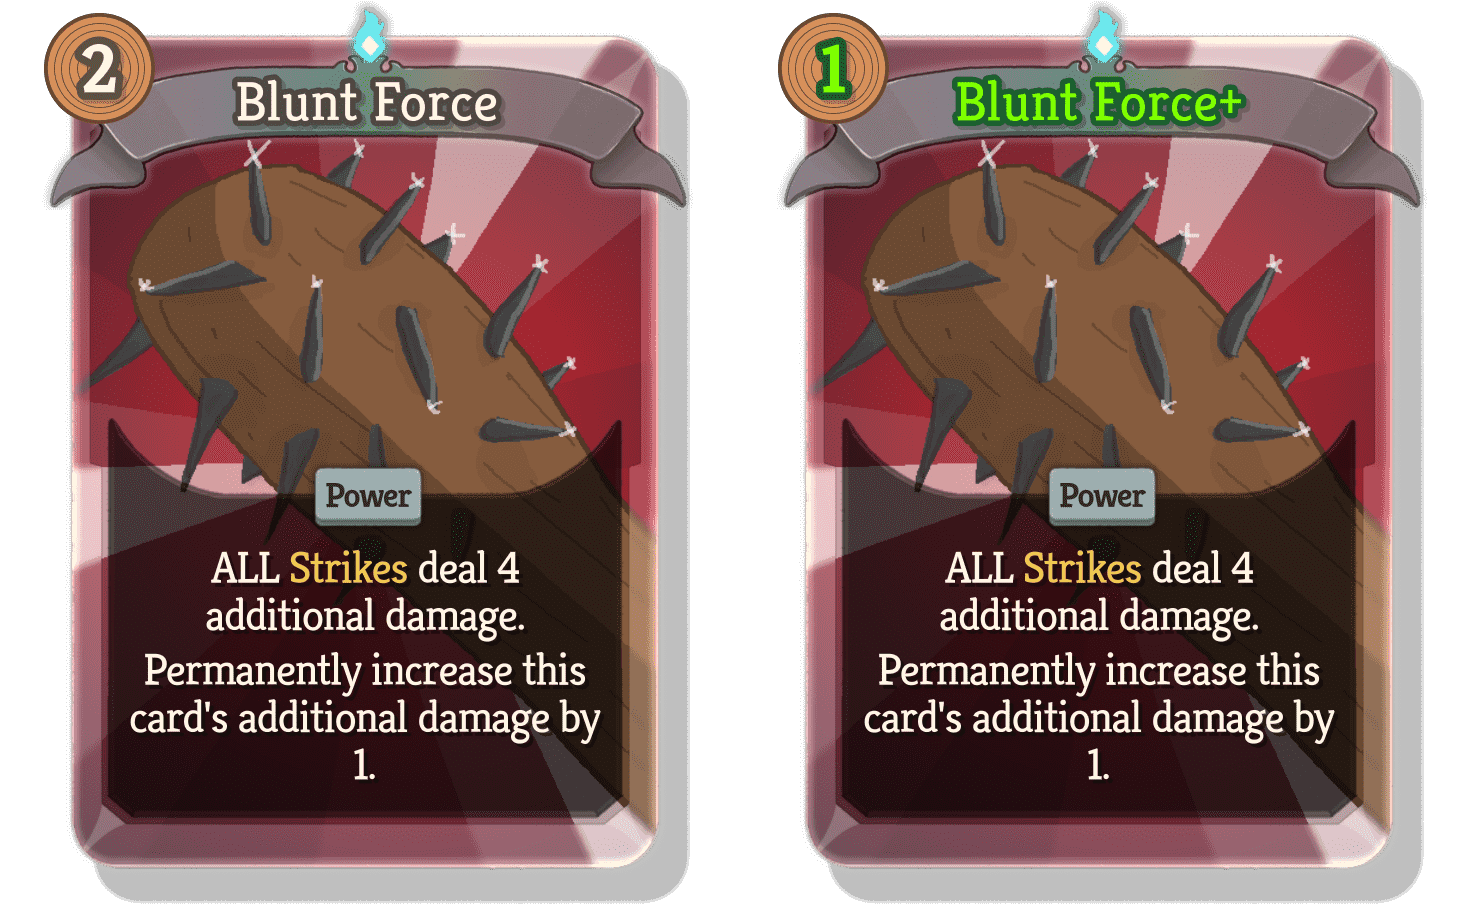 2
Blunt Force
Power
ALL Strikes deal 4
additional damage.
Permanently increase this
card's additional damage by
1.
1
Blunt Force+
Power
ALL Strikes deal 4
additional damage.
Permanently increase this
card's additional damage by
1.